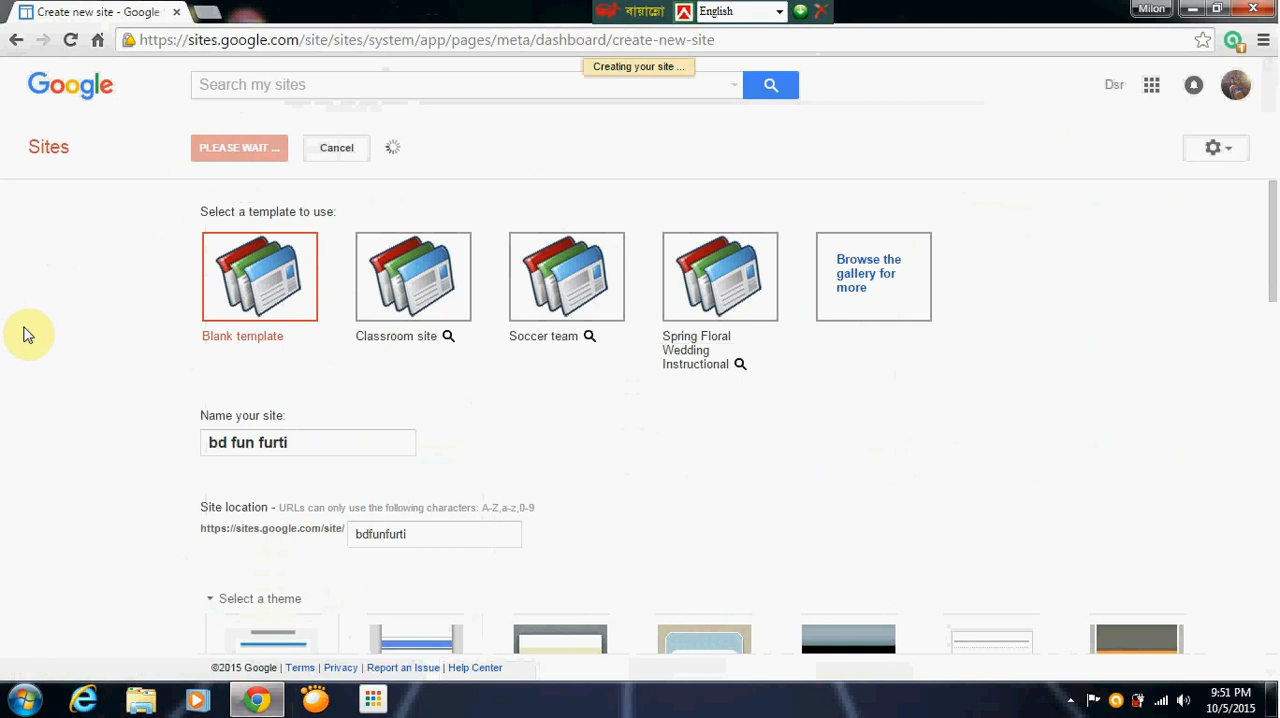 Create new site - Google
বায়ান্নো
English
Milon
https://sites.google.com/site/sites/system/app/pages/meta/dashboard/create-new-site
Creating your site ...
Google
Search my sites
Dsr
Sites
PLEASE WAIT ...
Cancel
Select a template to use:
Browse the
gallery for
more
Blank template
Classroom site
Soccer team
Spring Floral
Wedding
Instructional
Name your site:
bd fun furti
Site location - URLs can only use the following characters: A-Z,a-z,0-9
https://sites.google.com/site/ bdfunfurti
Select a theme
©2015 Google | Terms | Privacy | Report an Issue | Help Center
9:51 PM
10/5/2015